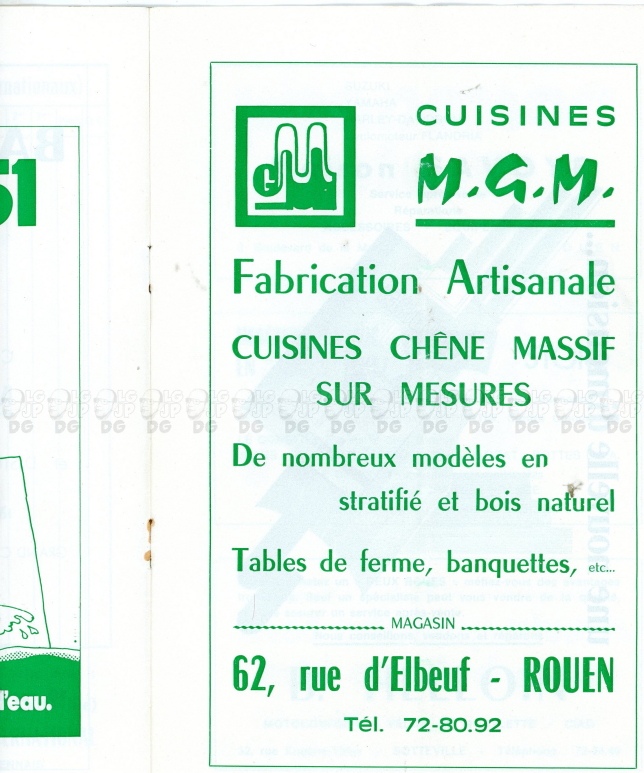 51
l'eau.
CUISINES
M.G.M.
Fabrication Artisanale
CUISINES CHÊNE MASSIF
SUR MESURES
De nombreux modèles en
stratifié et bois naturel
Tables de ferme, banquettes, etc...
MAGASIN
62, rue d'Elbeuf - ROUEN
Tél. 72-80.92